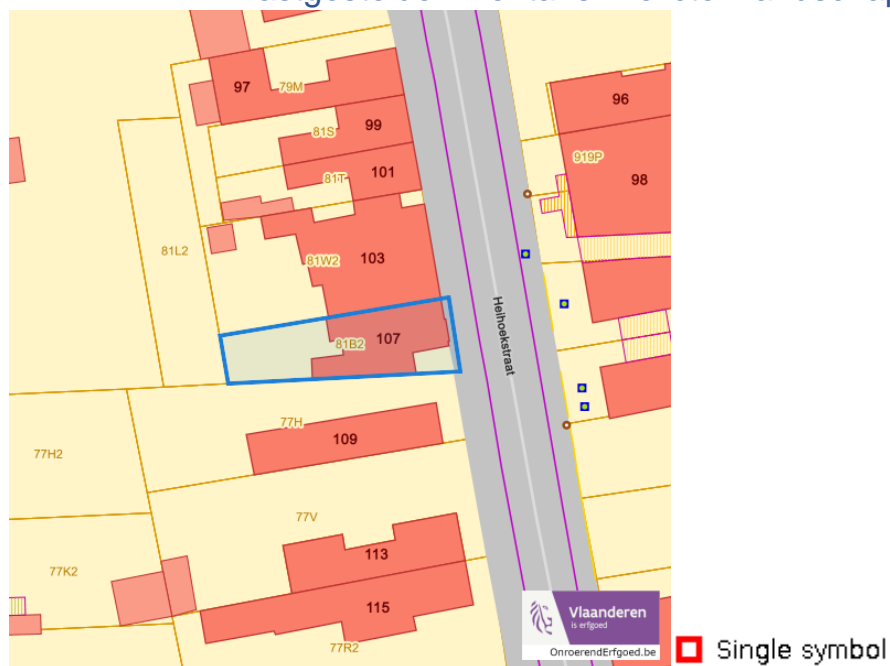 97
79M
96
81S
99
919P
81T
101
98
81L2
81W2
103
81B2
107
77H
109
77H2
77V
113
77K2
115
77R2
Vlaanderen
is erfgoed
OnroerendErfgoed.be
Single symbol